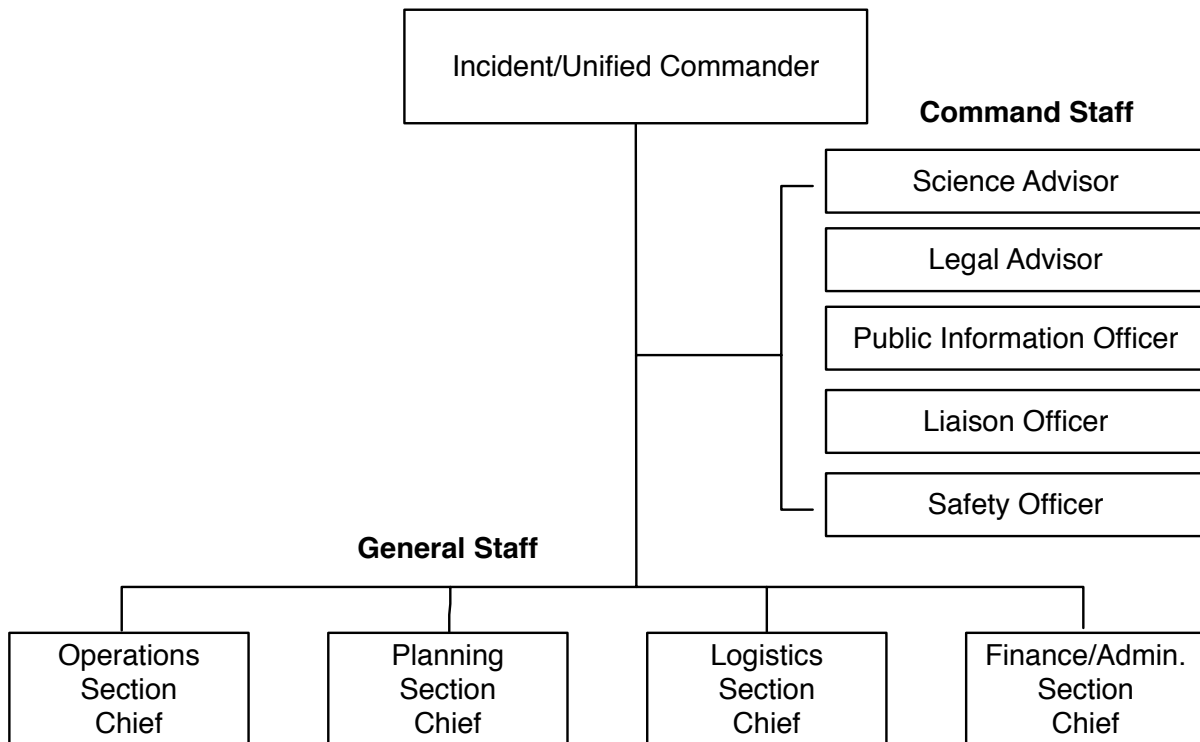 Incident/Unified Commander
Command Staff
Science Advisor
Legal Advisor
Public Information Officer
Liaison Officer
Safety Officer
General Staff
Operations
Section
Chief
Planning
Section
Chief
Logistics
Section
Chief
Finance/Admin.
Section
Chief